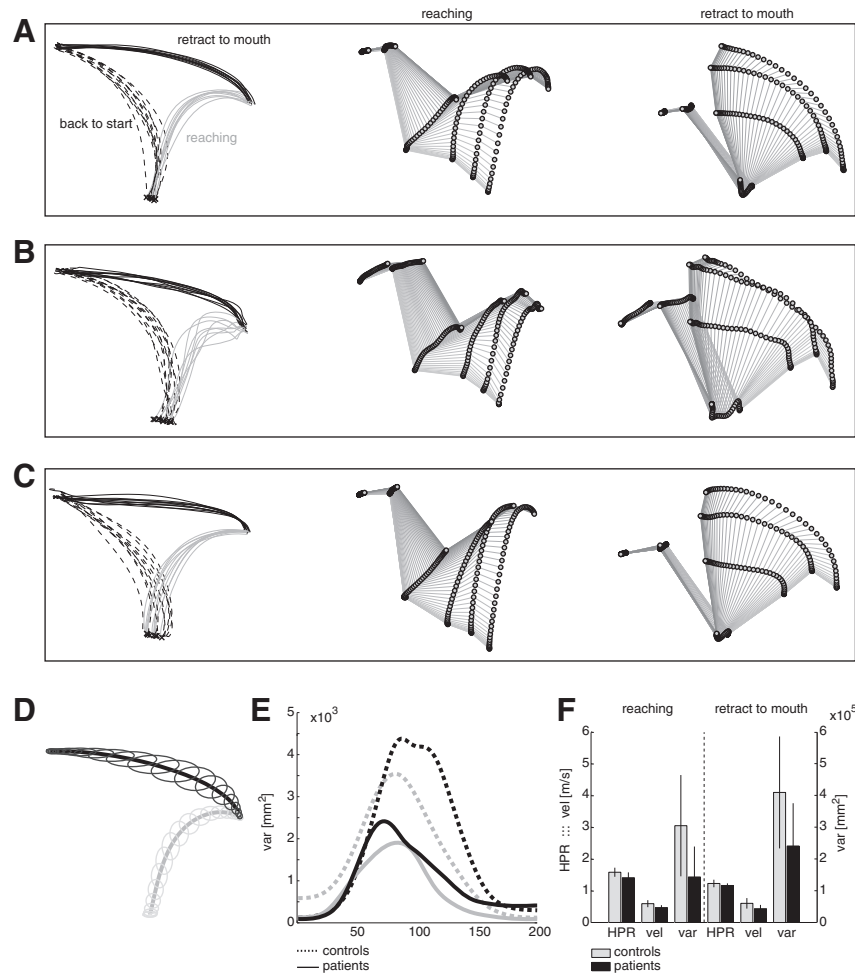 reaching
retract to mouth
A
retract to mouth
back to start
reaching
B
C
D
E
x10³
var [mm²]
5
4
3
2
1
0
50
100
150
200
controls
patients
F
reaching
retract to mouth
x10⁵
HPR ::: vel [m/s]
6
5
4
3
2
1
0
6
5
4
3
2
1
0
var [mm²]
HPR vel var HPR vel var
controls
patients